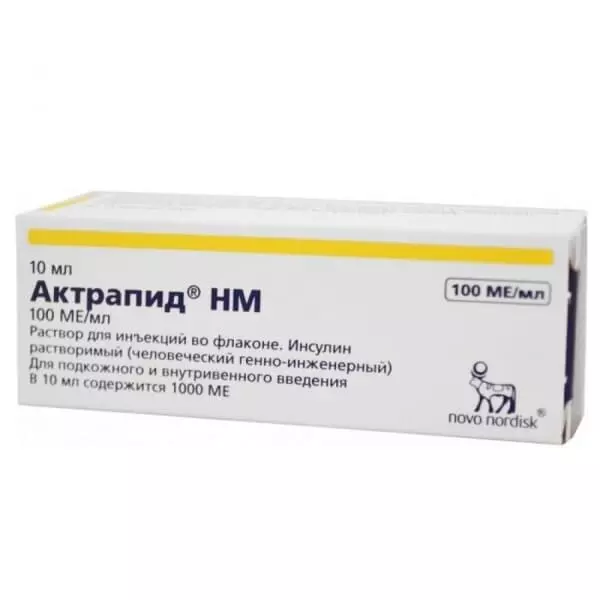 10 мл
Актрапид® НМ
100 МЕ/мл
100 МЕ/мл
Раствор для инъекций во флаконе. Инсулин
растворимый (человеческий генно-инженерный)
Для подкожного и внутривенного введения
В 10 мл содержится 1000 МЕ
novo nordisk®